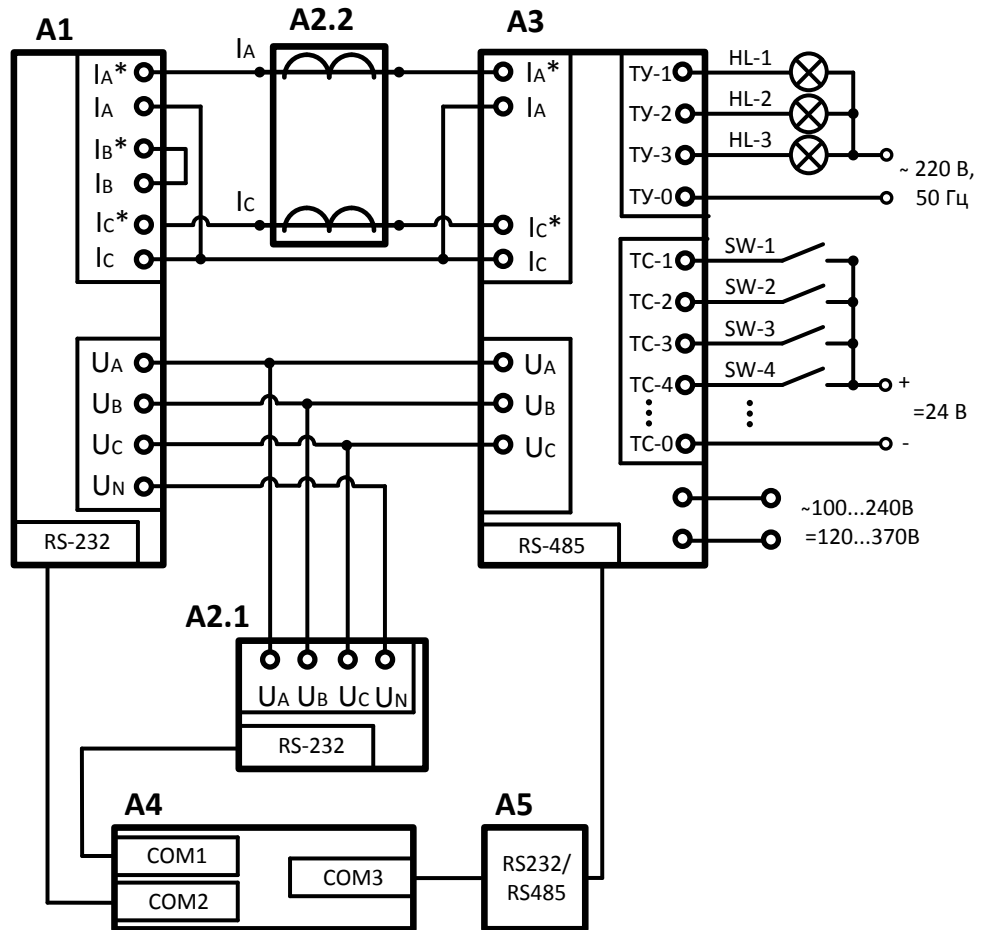 A1
A2.2
A3
IA
IA*
IA
IB*
IB
IC*
IC
IC
UA
UB
UC
UN
RS-232
IA*
IA
IC*
IC
UA
UB
UC
RS-485
ТУ-1
ТУ-2
ТУ-3
ТУ-0
HL-1
HL-2
HL-3
~ 220 В,
50 Гц
ТС-1
ТС-2
ТС-3
ТС-4
ТС-0
SW-1
SW-2
SW-3
SW-4
+
=24 В
-
~100...240В
=120...370В
A2.1
UA UB UC UN
RS-232
A4
COM1
COM2
COM3
A5
RS232/
RS485